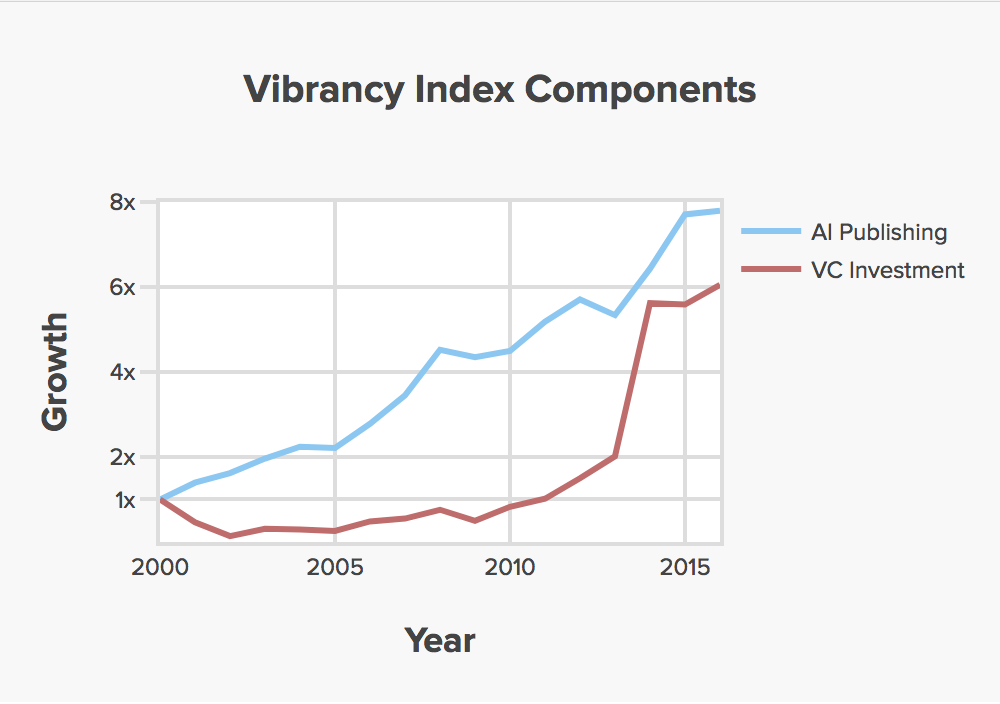 Vibrancy Index Components
8x
6x
4x
2x
1x
Growth
2000 2005 2010 2015
Year
AI Publishing
VC Investment